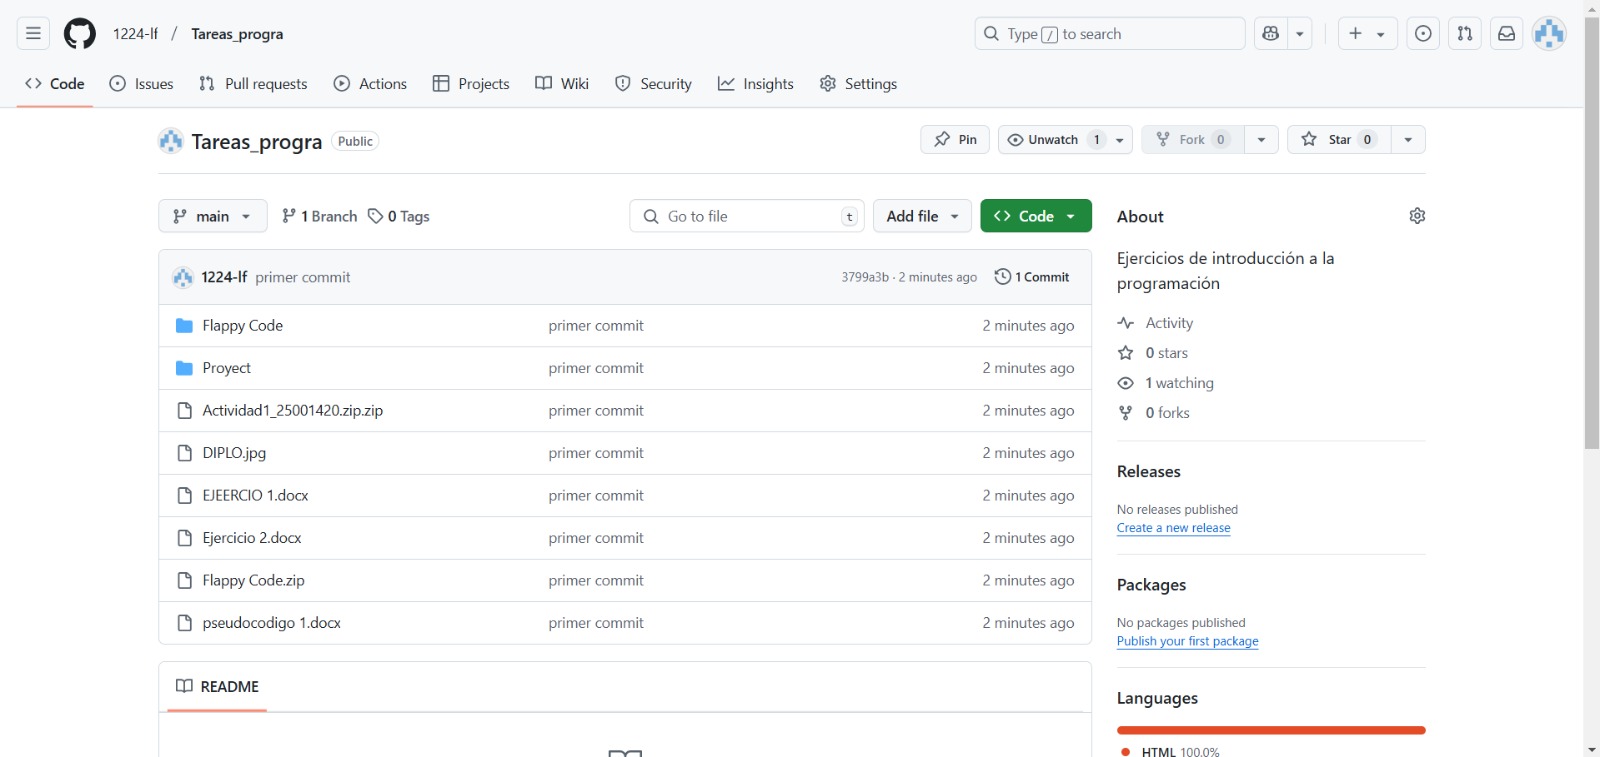 1224-lf / Tareas_progra
Type / to search
Code Issues Pull requests Actions Projects Wiki Security Insights Settings
Tareas_progra Public
Pin Unwatch 1 Fork 0 Star 0
main 1 Branch 0 Tags Go to file t Add file Code
1224-lf primer commit 3799a3b · 2 minutes ago 1 Commit
Flappy Code primer commit 2 minutes ago
Proyect primer commit 2 minutes ago
Actividad1_25001420.zip.zip primer commit 2 minutes ago
DIPLO.jpg primer commit 2 minutes ago
EJEERCIO 1.docx primer commit 2 minutes ago
Ejercicio 2.docx primer commit 2 minutes ago
Flappy Code.zip primer commit 2 minutes ago
pseudocodigo 1.docx primer commit 2 minutes ago
README
About
Ejercicios de introducción a la
programación
Activity
0 stars
1 watching
0 forks
Releases
No releases published
Create a new release
Packages
No packages published
Publish your first package
Languages
HTML 100.0%